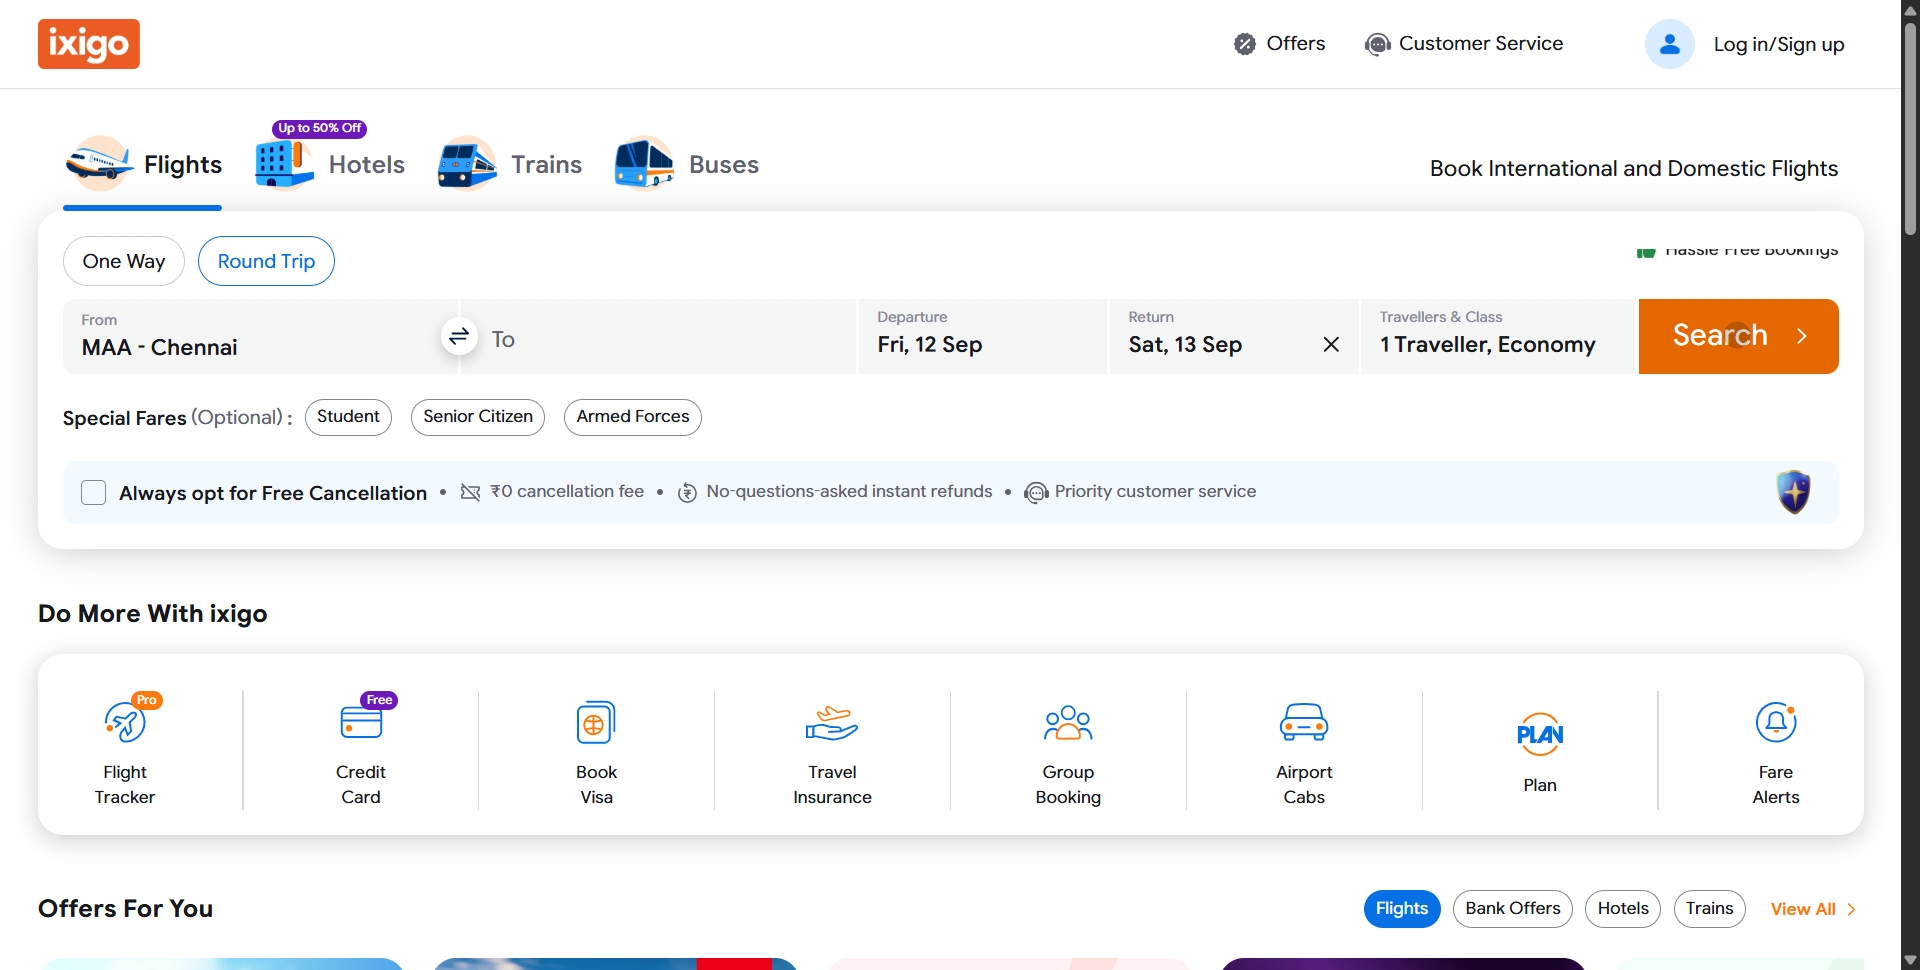 ixigo
Offers
Customer Service
Log in/Sign up
Up to 50% Off
Flights
Hotels
Trains
Buses
Book International and Domestic Flights
One Way
Round Trip
Hassle Free Bookings
From
MAA - Chennai
To
Departure
Fri, 12 Sep
Return
Sat, 13 Sep
Travellers & Class
1 Traveller, Economy
Search
Special Fares (Optional) :
Student
Senior Citizen
Armed Forces
Always opt for Free Cancellation • ₹0 cancellation fee • No-questions-asked instant refunds • Priority customer service
Do More With ixigo
Pro
Flight
Tracker
Free
Credit
Card
Book
Visa
Travel
Insurance
Group
Booking
Airport
Cabs
PLAN
Plan
Fare
Alerts
Offers For You
Flights
Bank Offers
Hotels
Trains
View All